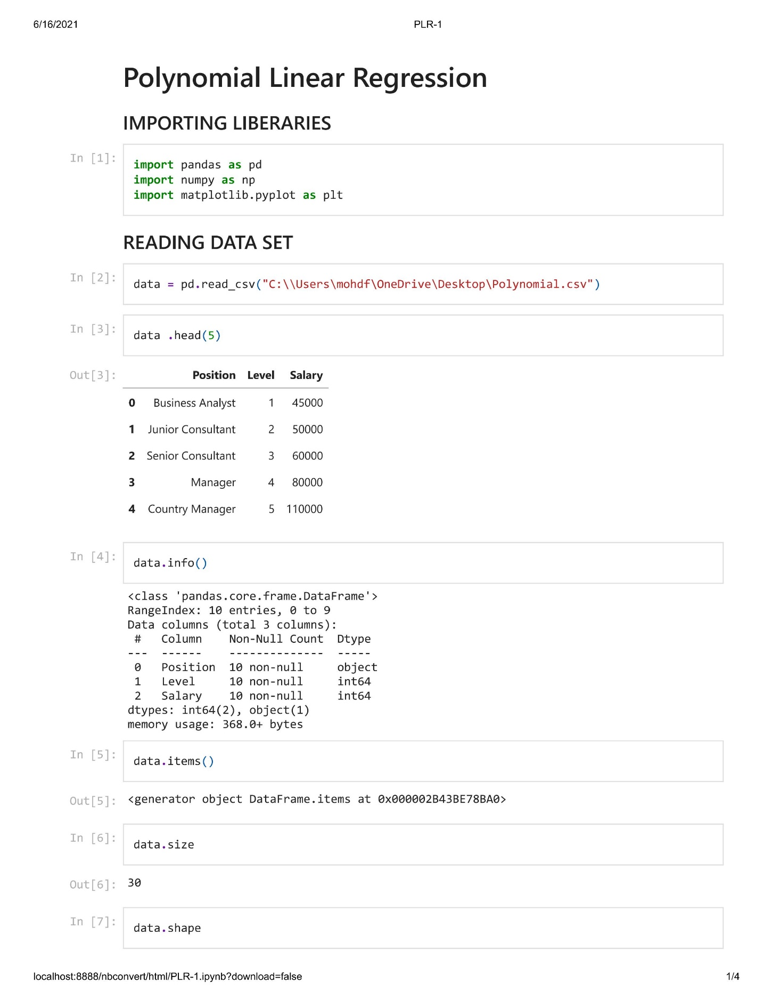 6/16/2021 PLR-1
Polynomial Linear Regression
IMPORTING LIBERARIES
In [1]:
import pandas as pd
import numpy as np
import matplotlib.pyplot as plt
READING DATA SET
In [2]:
data = pd.read_csv("C:\\Users\mohdf\OneDrive\Desktop\Polynomial.csv")
In [3]:
data .head(5)
Out[3]: Position Level Salary
0 Business Analyst 1 45000
1 Junior Consultant 2 50000
2 Senior Consultant 3 60000
3 Manager 4 80000
4 Country Manager 5 110000
In [4]:
data.info()
<class 'pandas.core.frame.DataFrame'>
RangeIndex: 10 entries, 0 to 9
Data columns (total 3 columns):
 #   Column    Non-Null Count  Dtype
---  ------    --------------  -----
 0   Position  10 non-null     object
 1   Level     10 non-null     int64
 2   Salary    10 non-null     int64
dtypes: int64(2), object(1)
memory usage: 368.0+ bytes
In [5]:
data.items()
Out[5]: <generator object DataFrame.items at 0x000002B43BE78BA0>
In [6]:
data.size
Out[6]: 30
In [7]:
data.shape
localhost:8888/nbconvert/html/PLR-1.ipynb?download=false 1/4